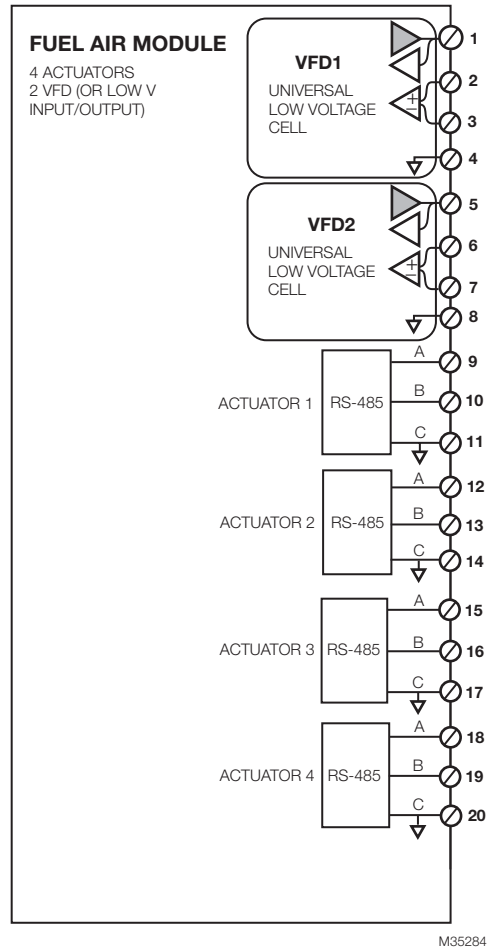 FUEL AIR MODULE
4 ACTUATORS
2 VFD (OR LOW V
INPUT/OUTPUT)
VFD1
UNIVERSAL
LOW VOLTAGE
CELL
+
–
1
2
3
4
VFD2
UNIVERSAL
LOW VOLTAGE
CELL
+
–
5
6
7
8
ACTUATOR 1
RS-485
A
9
B
10
C
11
ACTUATOR 2
RS-485
A
12
B
13
C
14
ACTUATOR 3
RS-485
A
15
B
16
C
17
ACTUATOR 4
RS-485
A
18
B
19
C
20
M35284